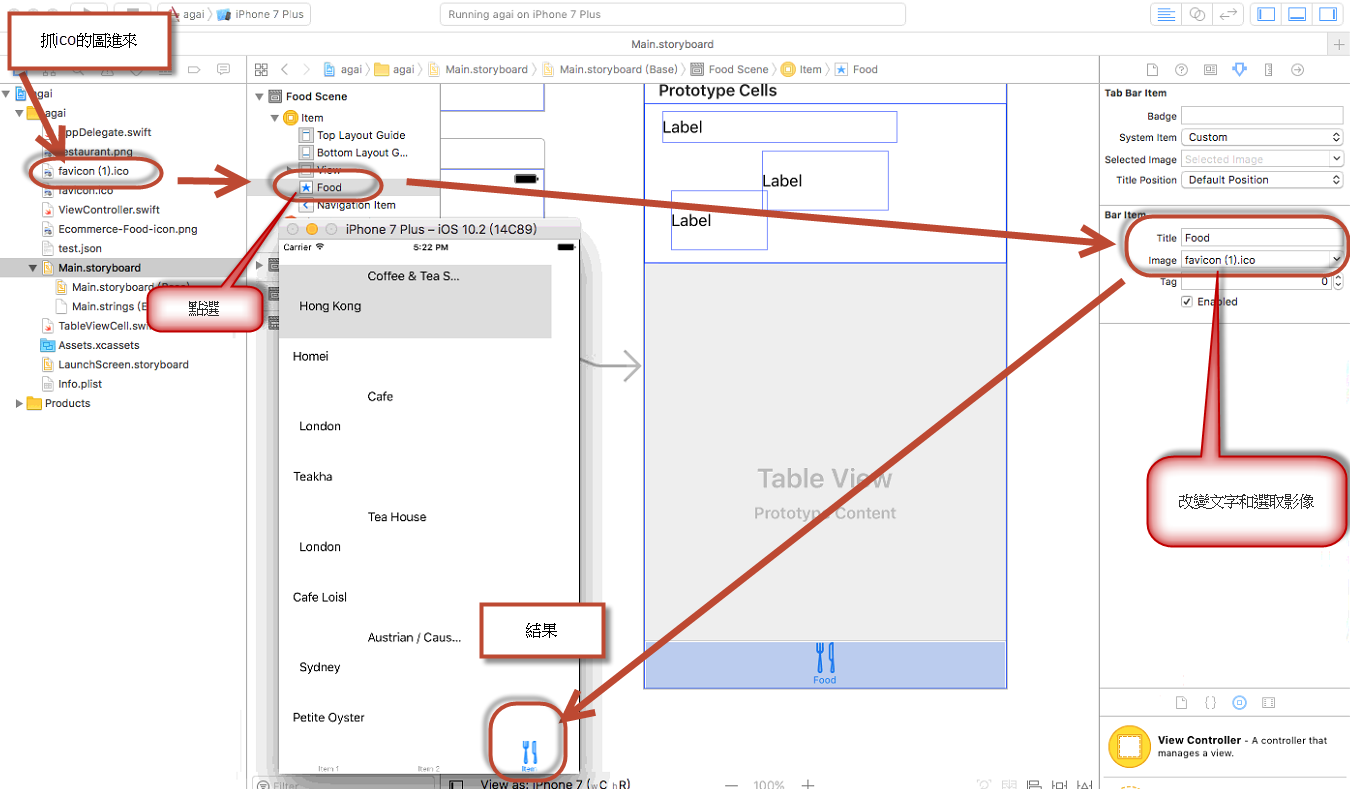 agai
iPhone 7 Plus
Running agai on iPhone 7 Plus
抓ico的圖進來
Main.storyboard
agai
agai
Main.storyboard
Main.storyboard (Base)
Food Scene
Item
Food
agai
agai
AppDelegate.swift
restaurant.png
favicon (1).ico
favicon.ico
ViewController.swift
Ecommerce-Food-icon.png
test.json
Main.storyboard
Main.storyboard (Base)
Main.strings (B
TableViewCell.swift
Assets.xcassets
LaunchScreen.storyboard
Info.plist
Products
Food Scene
Item
Top Layout Guide
Bottom Layout G...
View
Food
Navigation Item
點選
iPhone 7 Plus – iOS 10.2 (14C89)
Carrier
5:22 PM
Coffee & Tea S...
Hong Kong
Homei
Cafe
London
Teakha
Tea House
London
Cafe Loisl
Austrian / Caus...
Sydney
Petite Oyster
Item 1
Item 2
Item
結果
Filter
Prototype Cells
Label
Label
Label
Table View
Prototype Content
Food
View as: iPhone 7 (wC hR)
100%
Tab Bar Item
Badge
System Item
Custom
Selected Image
Selected Image
Title Position
Default Position
Bar Item
Title
Food
Image
favicon (1).ico
Tag
0
Enabled
改變文字和選取影像
View Controller - A controller that
manages a view.